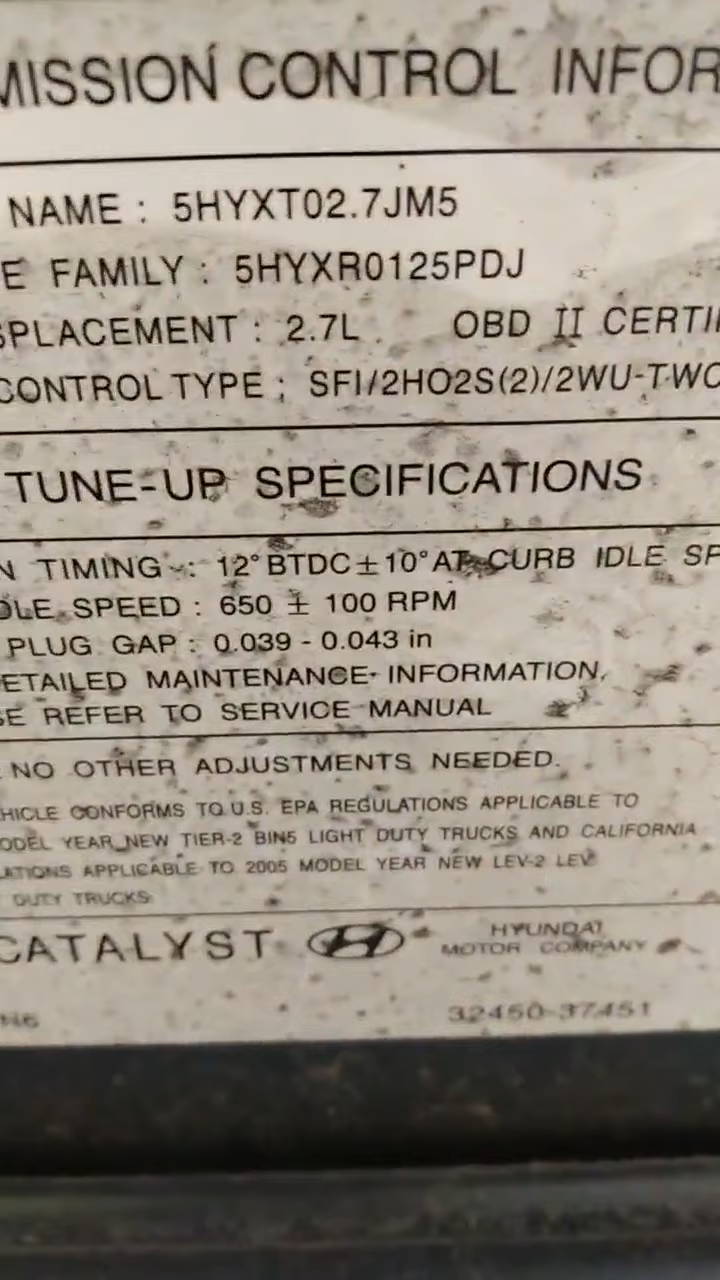 MISSION CONTROL INFOR
NAME : 5HYXT02.7JM5
E FAMILY : 5HYXR0125PDJ
SPLACEMENT : 2.7L OBD II CERTIF
CONTROL TYPE ; SFI/2HO2S(2)/2WU-TWC
TUNE-UP SPECIFICATIONS
N TIMING : 12° BTDC ± 10° AT CURB IDLE SP
DLE SPEED : 650 ± 100 RPM
PLUG GAP : 0.039 - 0.043 in
ETAILED MAINTENANCE INFORMATION,
SE REFER TO SERVICE MANUAL
NO OTHER ADJUSTMENTS NEEDED.
HICLE CONFORMS TO U.S. EPA REGULATIONS APPLICABLE TO
ODEL YEAR NEW TIER-2 BIN5 LIGHT DUTY TRUCKS AND CALIFORNIA
ATIONS APPLICABLE TO 2005 MODEL YEAR NEW LEV-2 LEV
DUTY TRUCKS
CATALYST HYUNDAI
MOTOR COMPANY
32450-37451